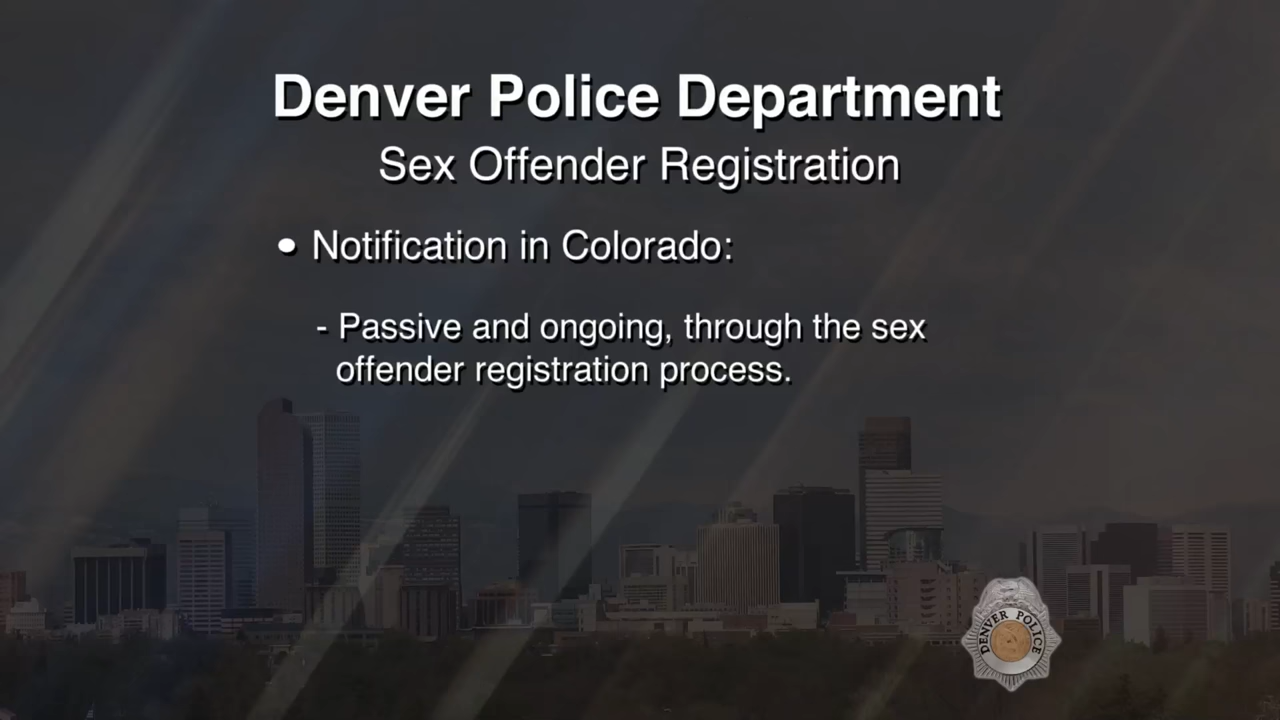 Denver Police Department
Sex Offender Registration
• Notification in Colorado:
- Passive and ongoing, through the sex
offender registration process.
DENVER POLICE